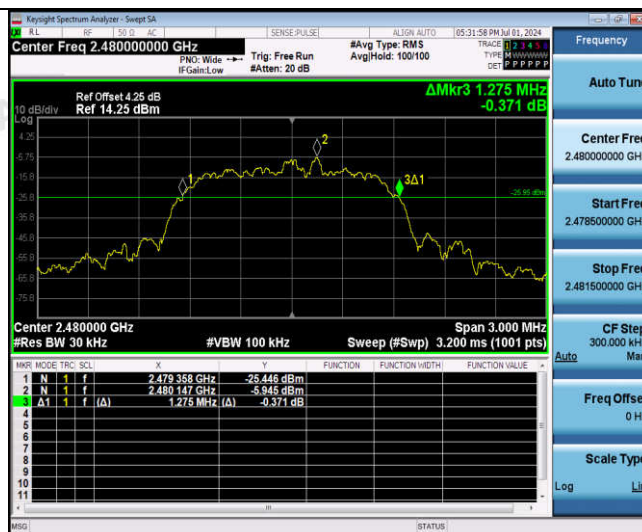 Keysight Spectrum Analyzer - Swept SA
RL RF 50 Ω AC SENSE:PULSE ALIGN AUTO 05:31:58 PM Jul 01, 2024
Center Freq 2.480000000 GHz
PNO: Wide
IFGain:Low
Trig: Free Run
#Atten: 20 dB
#Avg Type: RMS
Avg|Hold: 100/100
TRACE 1 2 3 4 5 6
TYPE M W W W W W
DET P P P P P P
Frequency
Auto Tune
Center Freq
2.480000000 GH
Start Freq
2.478500000 GH
Stop Freq
2.481500000 GH
CF Step
300.000 kH
Auto Man
Freq Offset
0 H
Scale Type
Log Lin
ΔMkr3 1.275 MHz
-0.371 dB
Ref Offset 4.25 dB
10 dB/div Ref 14.25 dBm
Log
4.25
-5.75
-15.8
-25.8
-35.8
-45.8
-55.8
-65.8
-75.8
1
2
3Δ1
-25.95 dBm
Center 2.480000 GHz
#Res BW 30 kHz
#VBW 100 kHz
Span 3.000 MHz
Sweep (#Swp) 3.200 ms (1001 pts)
MKR MODE TRC SCL X Y FUNCTION FUNCTION WIDTH FUNCTION VALUE
1 N 1 f 2.479 358 GHz -25.446 dBm
2 N 1 f 2.480 147 GHz -5.945 dBm
3 Δ1 1 f (Δ) 1.275 MHz (Δ) -0.371 dB
4
5
6
7
8
9
10
11
MSG STATUS